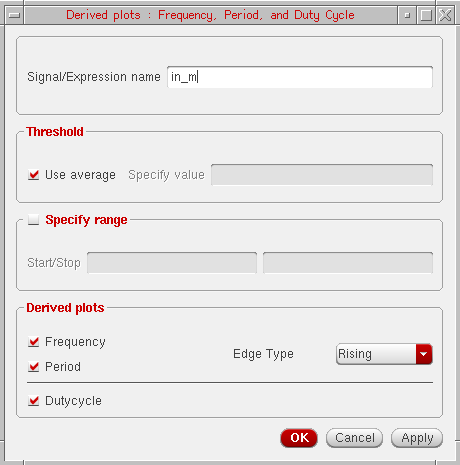 Derived plots : Frequency, Period, and Duty Cycle
Signal/Expression name in_m
Threshold
Use average Specify value
Specify range
Start/Stop
Derived plots
Frequency
Edge Type Rising
Period
Dutycycle
OK Cancel Apply